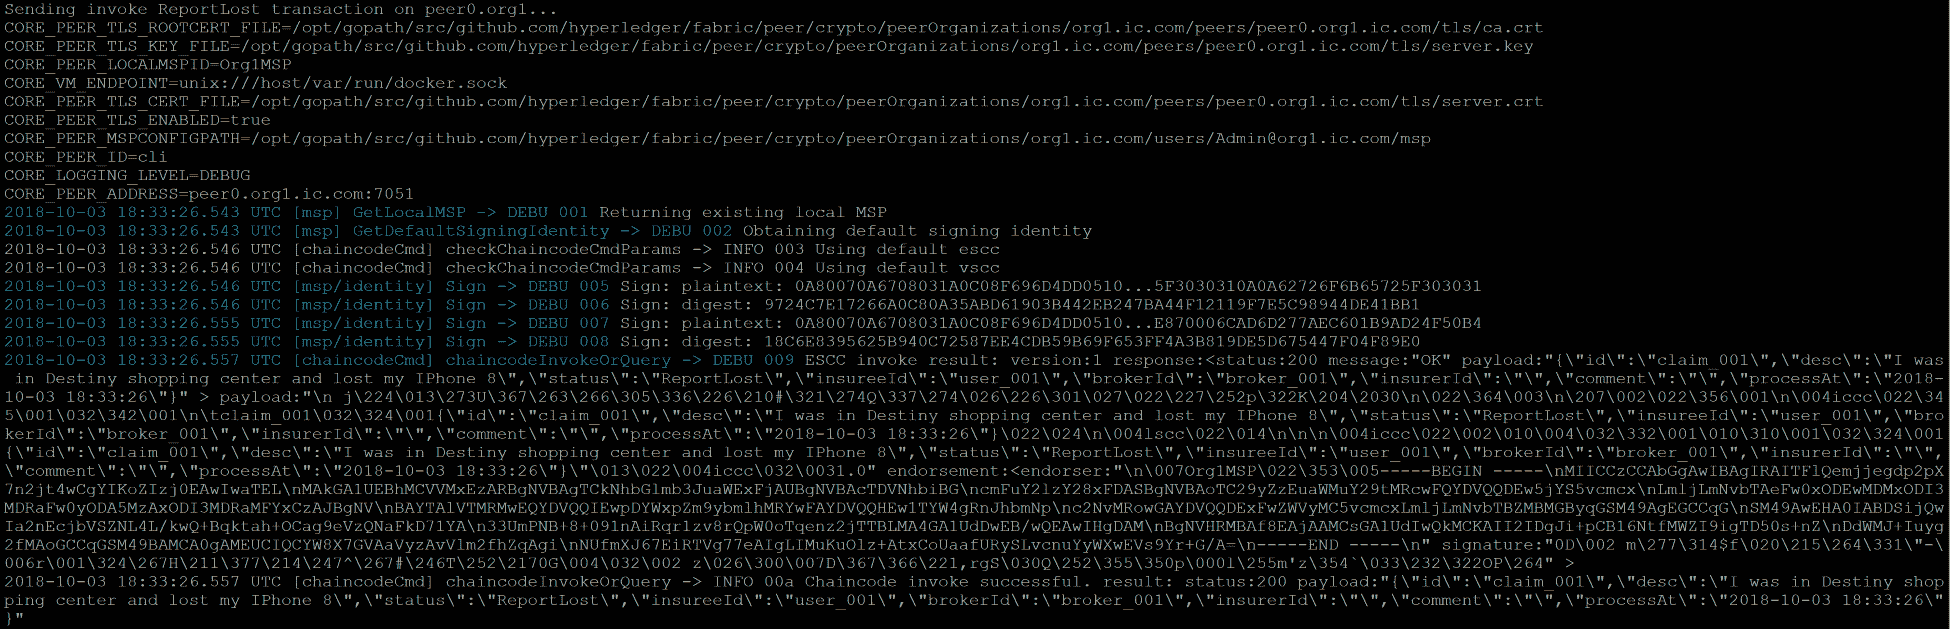 Sending invoke ReportLost transaction on peer0.org1...
CORE_PEER_TLS_ROOTCERT_FILE=/opt/gopath/src/github.com/hyperledger/fabric/peer/crypto/peerOrganizations/org1.ic.com/peers/peer0.org1.ic.com/tls/ca.crt
CORE_PEER_TLS_KEY_FILE=/opt/gopath/src/github.com/hyperledger/fabric/peer/crypto/peerOrganizations/org1.ic.com/peers/peer0.org1.ic.com/tls/server.key
CORE_PEER_LOCALMSPID=Org1MSP
CORE_VM_ENDPOINT=unix:///host/var/run/docker.sock
CORE_PEER_TLS_CERT_FILE=/opt/gopath/src/github.com/hyperledger/fabric/peer/crypto/peerOrganizations/org1.ic.com/peers/peer0.org1.ic.com/tls/server.crt
CORE_PEER_TLS_ENABLED=true
CORE_PEER_MSPCONFIGPATH=/opt/gopath/src/github.com/hyperledger/fabric/peer/crypto/peerOrganizations/org1.ic.com/users/Admin@org1.ic.com/msp
CORE_PEER_ID=cli
CORE_LOGGING_LEVEL=DEBUG
CORE_PEER_ADDRESS=peer0.org1.ic.com:7051
2018-10-03 18:33:26.543 UTC [msp] GetLocalMSP -> DEBU 001 Returning existing local MSP
2018-10-03 18:33:26.543 UTC [msp] GetDefaultSigningIdentity -> DEBU 002 Obtaining default signing identity
2018-10-03 18:33:26.546 UTC [chaincodeCmd] checkChaincodeCmdParams -> INFO 003 Using default escc
2018-10-03 18:33:26.546 UTC [chaincodeCmd] checkChaincodeCmdParams -> INFO 004 Using default vscc
2018-10-03 18:33:26.546 UTC [msp/identity] Sign -> DEBU 005 Sign: plaintext: 0A80070A6708031A0C08F696D4DD0510...5F3030310A0A62726F6B65725F303031
2018-10-03 18:33:26.546 UTC [msp/identity] Sign -> DEBU 006 Sign: digest: 9724C7E17266A0C80A35ABD61903B442EB247BA44F12119F7E5C98944DE41BB1
2018-10-03 18:33:26.555 UTC [msp/identity] Sign -> DEBU 007 Sign: plaintext: 0A80070A6708031A0C08F696D4DD0510...E870006CAD6D277AEC601B9AD24F50B4
2018-10-03 18:33:26.555 UTC [msp/identity] Sign -> DEBU 008 Sign: digest: 18C6E8395625B940C72587EE4CDB59B69F653FF4A3B819DE5D675447F04F89E0
2018-10-03 18:33:26.557 UTC [chaincodeCmd] chaincodeInvokeOrQuery -> DEBU 009 ESCC invoke result: version:1 response:<status:200 message:"OK" payload:"{\"id\":\"claim_001\",\"desc\":\"I was
in Destiny shopping center and lost my IPhone 8\",\"status\":\"ReportLost\",\"insureeId\":\"user_001\",\"brokerId\":\"broker_001\",\"insurerId\":\"\",\"comment\":\"\",\"processAt\":\"2018-
10-03 18:33:26\"}" > payload:"\n j\224\013\273U\367\263\266\305\336\226\210#\321\274Q\337\274\026\226\301\027\022\227\252p\322K\204\2030\n\022\364\003\n\207\002\022\356\001\n\004iccc\022\34
5\001\032\342\001\n\tclaim_001\032\324\001{\"id\":\"claim_001\",\"desc\":\"I was in Destiny shopping center and lost my IPhone 8\",\"status\":\"ReportLost\",\"insureeId\":\"user_001\",\"bro
kerId\":\"broker_001\",\"insurerId\":\"\",\"comment\":\"\",\"processAt\":\"2018-10-03 18:33:26\"}\022\024\n\004lscc\022\014\n\n\n\004iccc\022\002\010\004\032\332\001\010\310\001\032\324\001
{\"id\":\"claim_001\",\"desc\":\"I was in Destiny shopping center and lost my IPhone 8\",\"status\":\"ReportLost\",\"insureeId\":\"user_001\",\"brokerId\":\"broker_001\",\"insurerId\":\"\",
\"comment\":\"\",\"processAt\":\"2018-10-03 18:33:26\"}\"\013\022\004iccc\032\0031.0" endorsement:<endorser:"\n\007Org1MSP\022\353\005-----BEGIN -----\nMIICCzCCAbGgAwIBAgIRAITFlQemjjegdp2pX
7n2jt4wCgYIKoZIzj0EAwIwaTEL\nMAkGA1UEBhMCVVMxEzARBgNVBAgTCkNhbGlmb3JuaWExFjAUBgNVBAcTDVNhbiBG\ncmFuY2lzY28xFDASBgNVBAoTC29yZzEuaWMuY29tMRcwFQYDVQQDEw5jYS5vcmcx\nLmljLmNvbTAeFw0xODEwMDMxODI3
MDRaFw0yODA5MzAxODI3MDRaMFYxCzAJBgNV\nBAYTAlVTMRMwEQYDVQQIEwpDYWxpZm9ybmlhMRYwFAYDVQQHEw1TYW4gRnJhbmNp\nc2NvMRowGAYDVQQDExFwZWVyMC5vcmcxLmljLmNvbTBZMBMGByqGSM49AgEGCCqG\nSM49AwEHA0IABDSijQw
Ia2nEcjbVSZNL4L/kwQ+Bqktah+OCag9eVzQNaFkD71YA\n33UmPNB+8+091nAiRqr1zv8rQpW0oTqenz2jTTBLMA4GA1UdDwEB/wQEAwIHgDAM\nBgNVHRMBAf8EAjAAMCsGA1UdIwQkMCKAII2IDgJi+pCB16NtfMWZI9igTD50s+nZ\nDdWMJ+Iuyg
2fMAoGCCqGSM49BAMCA0gAMEUCIQCYW8X7GVAaVyzAvVlm2fhZqAgi\nNUfmXJ67EiRTVg77eAIgLIMuKuOlz+AtxCoUaafURySLvcnuYyWXwEVs9Yr+G/A=\n-----END -----\n" signature:"0D\002 m\277\314$f\020\215\264\331\"-\
006r\001\324\267H\211\377\214\247^\267#\246T\252\2170G\004\032\002 z\026\300\007D\367\366\221,rgS\030Q\252\355\350p\000l\255m'z\354`\033\232\322OP\264" >
2018-10-03 18:33:26.557 UTC [chaincodeCmd] chaincodeInvokeOrQuery -> INFO 00a Chaincode invoke successful. result: status:200 payload:"{\"id\":\"claim_001\",\"desc\":\"I was in Destiny shop
ping center and lost my IPhone 8\",\"status\":\"ReportLost\",\"insureeId\":\"user_001\",\"brokerId\":\"broker_001\",\"insurerId\":\"\",\"comment\":\"\",\"processAt\":\"2018-10-03 18:33:26\"
}"